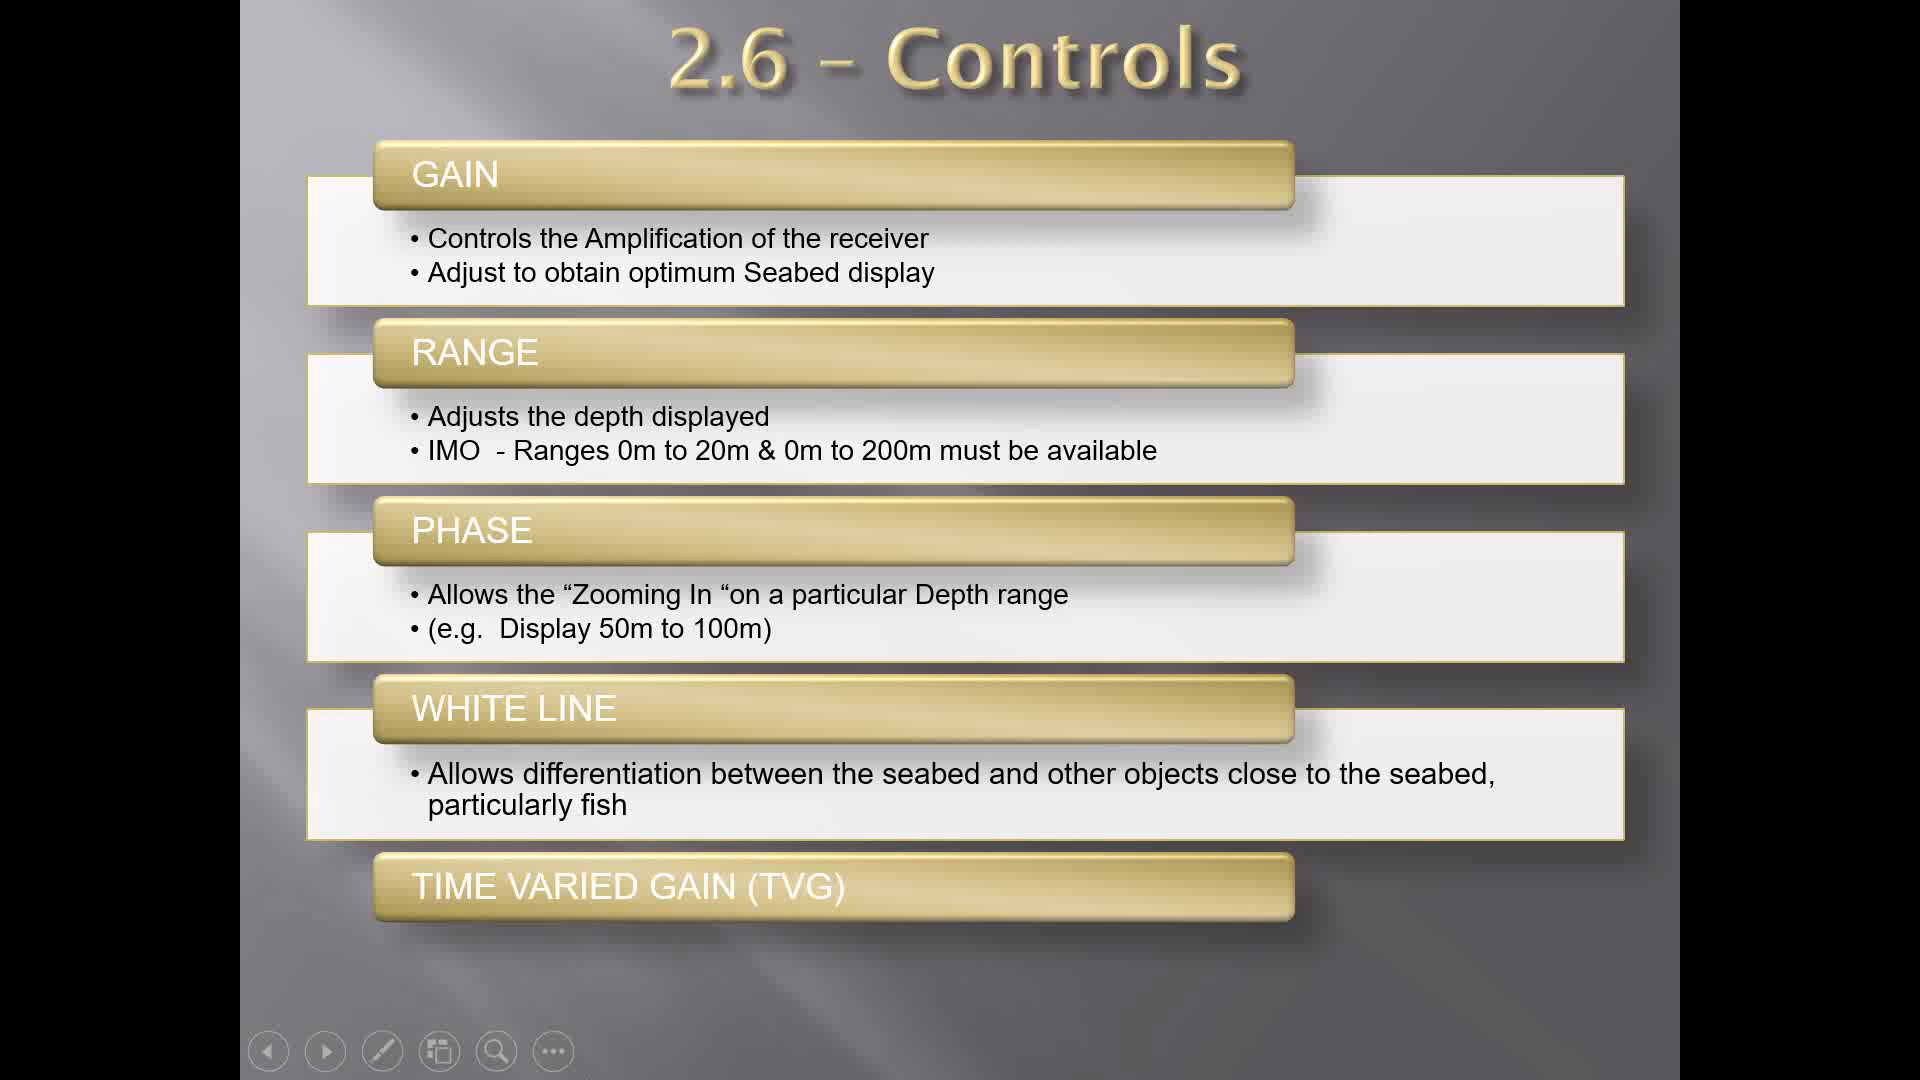 2.6 – Controls
GAIN
• Controls the Amplification of the receiver
• Adjust to obtain optimum Seabed display
RANGE
• Adjusts the depth displayed
• IMO  - Ranges 0m to 20m & 0m to 200m must be available
PHASE
• Allows the “Zooming In “on a particular Depth range
• (e.g.  Display 50m to 100m)
WHITE LINE
• Allows differentiation between the seabed and other objects close to the seabed,
particularly fish
TIME VARIED GAIN (TVG)